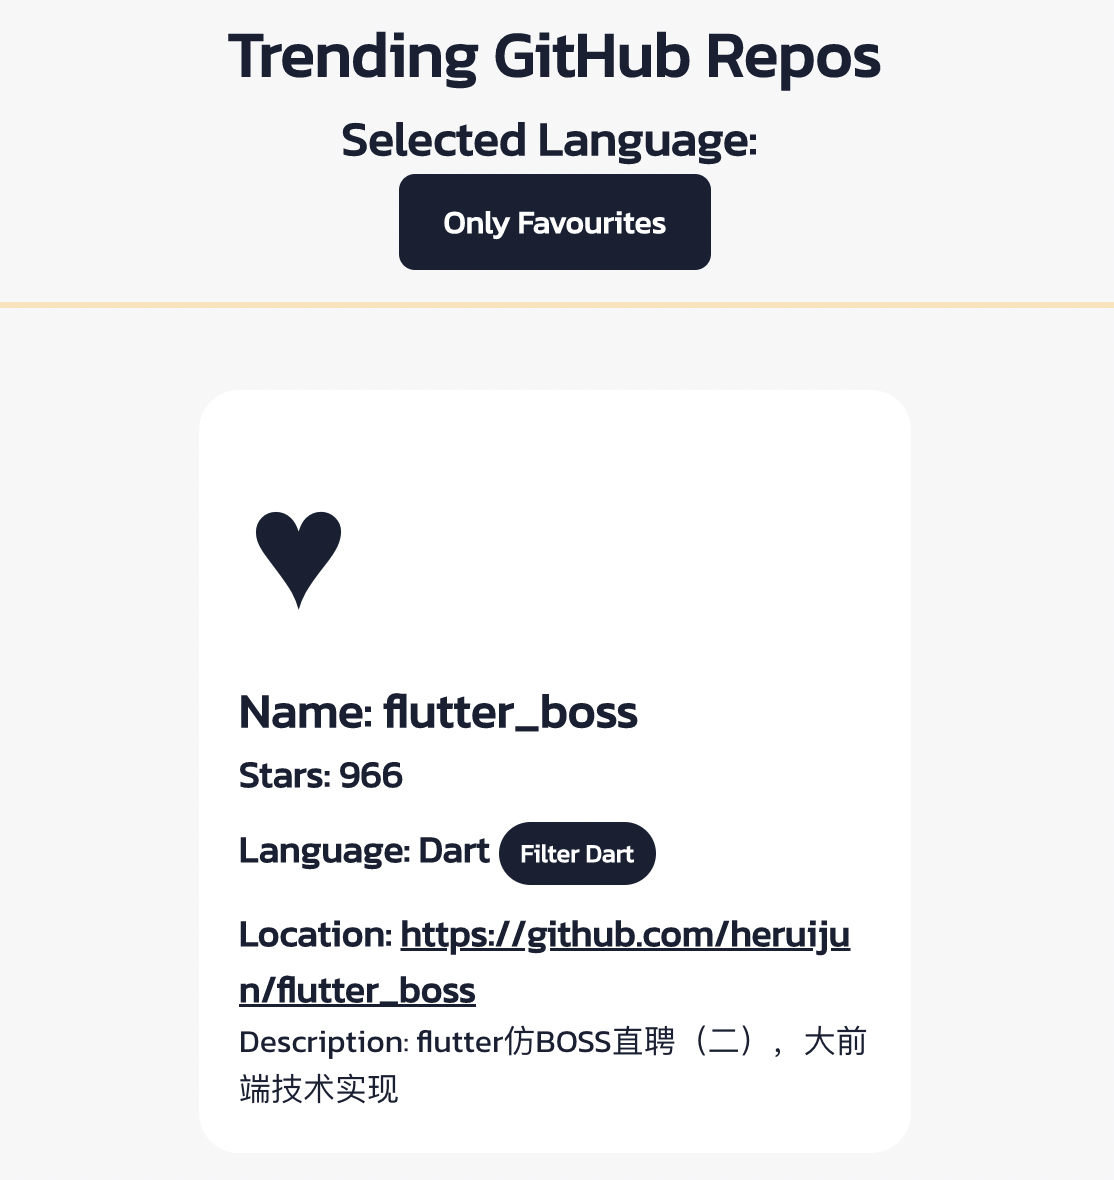 Trending GitHub Repos
Selected Language:
Only Favourites
Name: flutter_boss
Stars: 966
Language: Dart Filter Dart
Location: https://github.com/heruiju
n/flutter_boss
Description: flutter仿BOSS直聘（二），大前
端技术实现